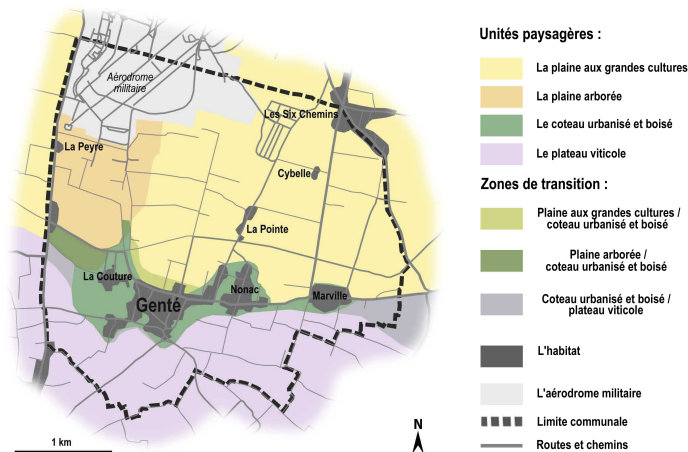 Aérodrome
militaire
Les Six Chemins
La Peyre
Cybelle
La Pointe
La Couture
Genté
Nonac
Marville
1 km
N
Unités paysagères :
La plaine aux grandes cultures
La plaine arborée
Le coteau urbanisé et boisé
Le plateau viticole
Zones de transition :
Plaine aux grandes cultures /
coteau urbanisé et boisé
Plaine arborée /
coteau urbanisé et boisé
Coteau urbanisé et boisé /
plateau viticole
L'habitat
L'aérodrome militaire
Limite communale
Routes et chemins